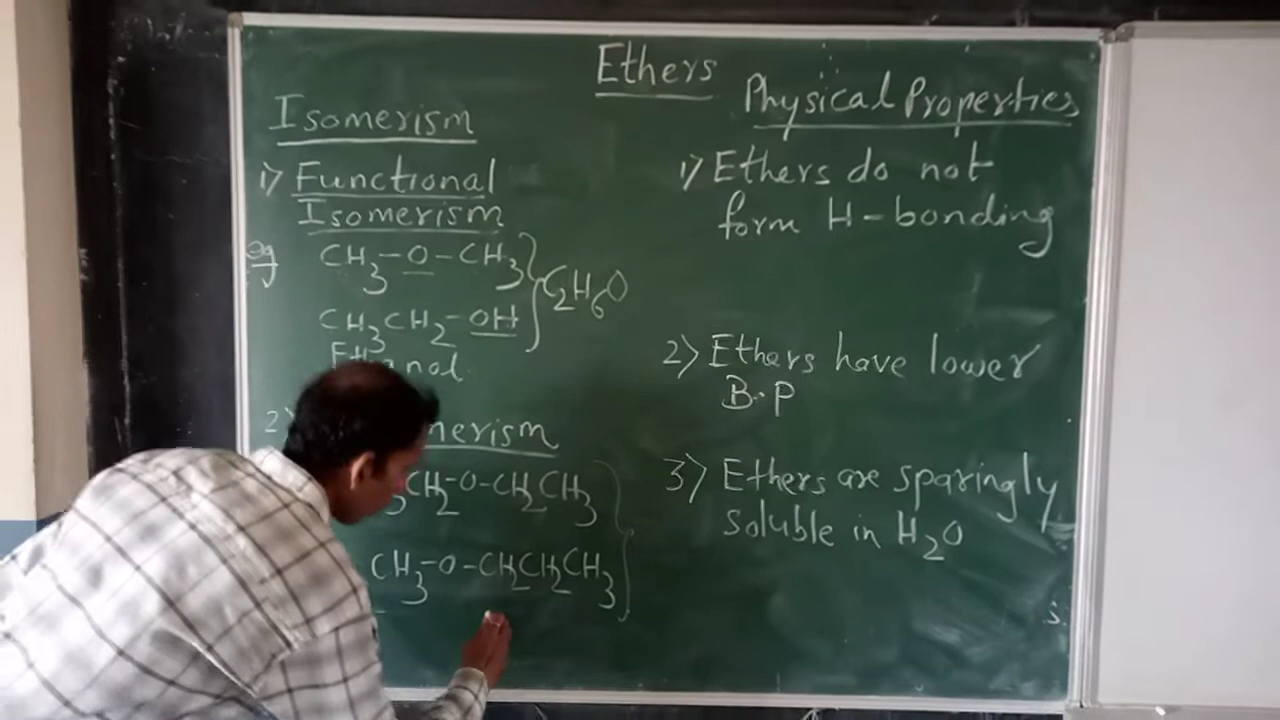 Ethers
Isomerism
1) Functional
Isomerism
eg CH3-O-CH3
CH3CH2-OH
C2H6O
2)
CH2-O-CH2CH3
CH3-O-CH2CH2CH3
Physical Properties
1) Ethers do not
form H-bonding
2) Ethers have lower
B.P
3) Ethers are sparingly
soluble in H2O